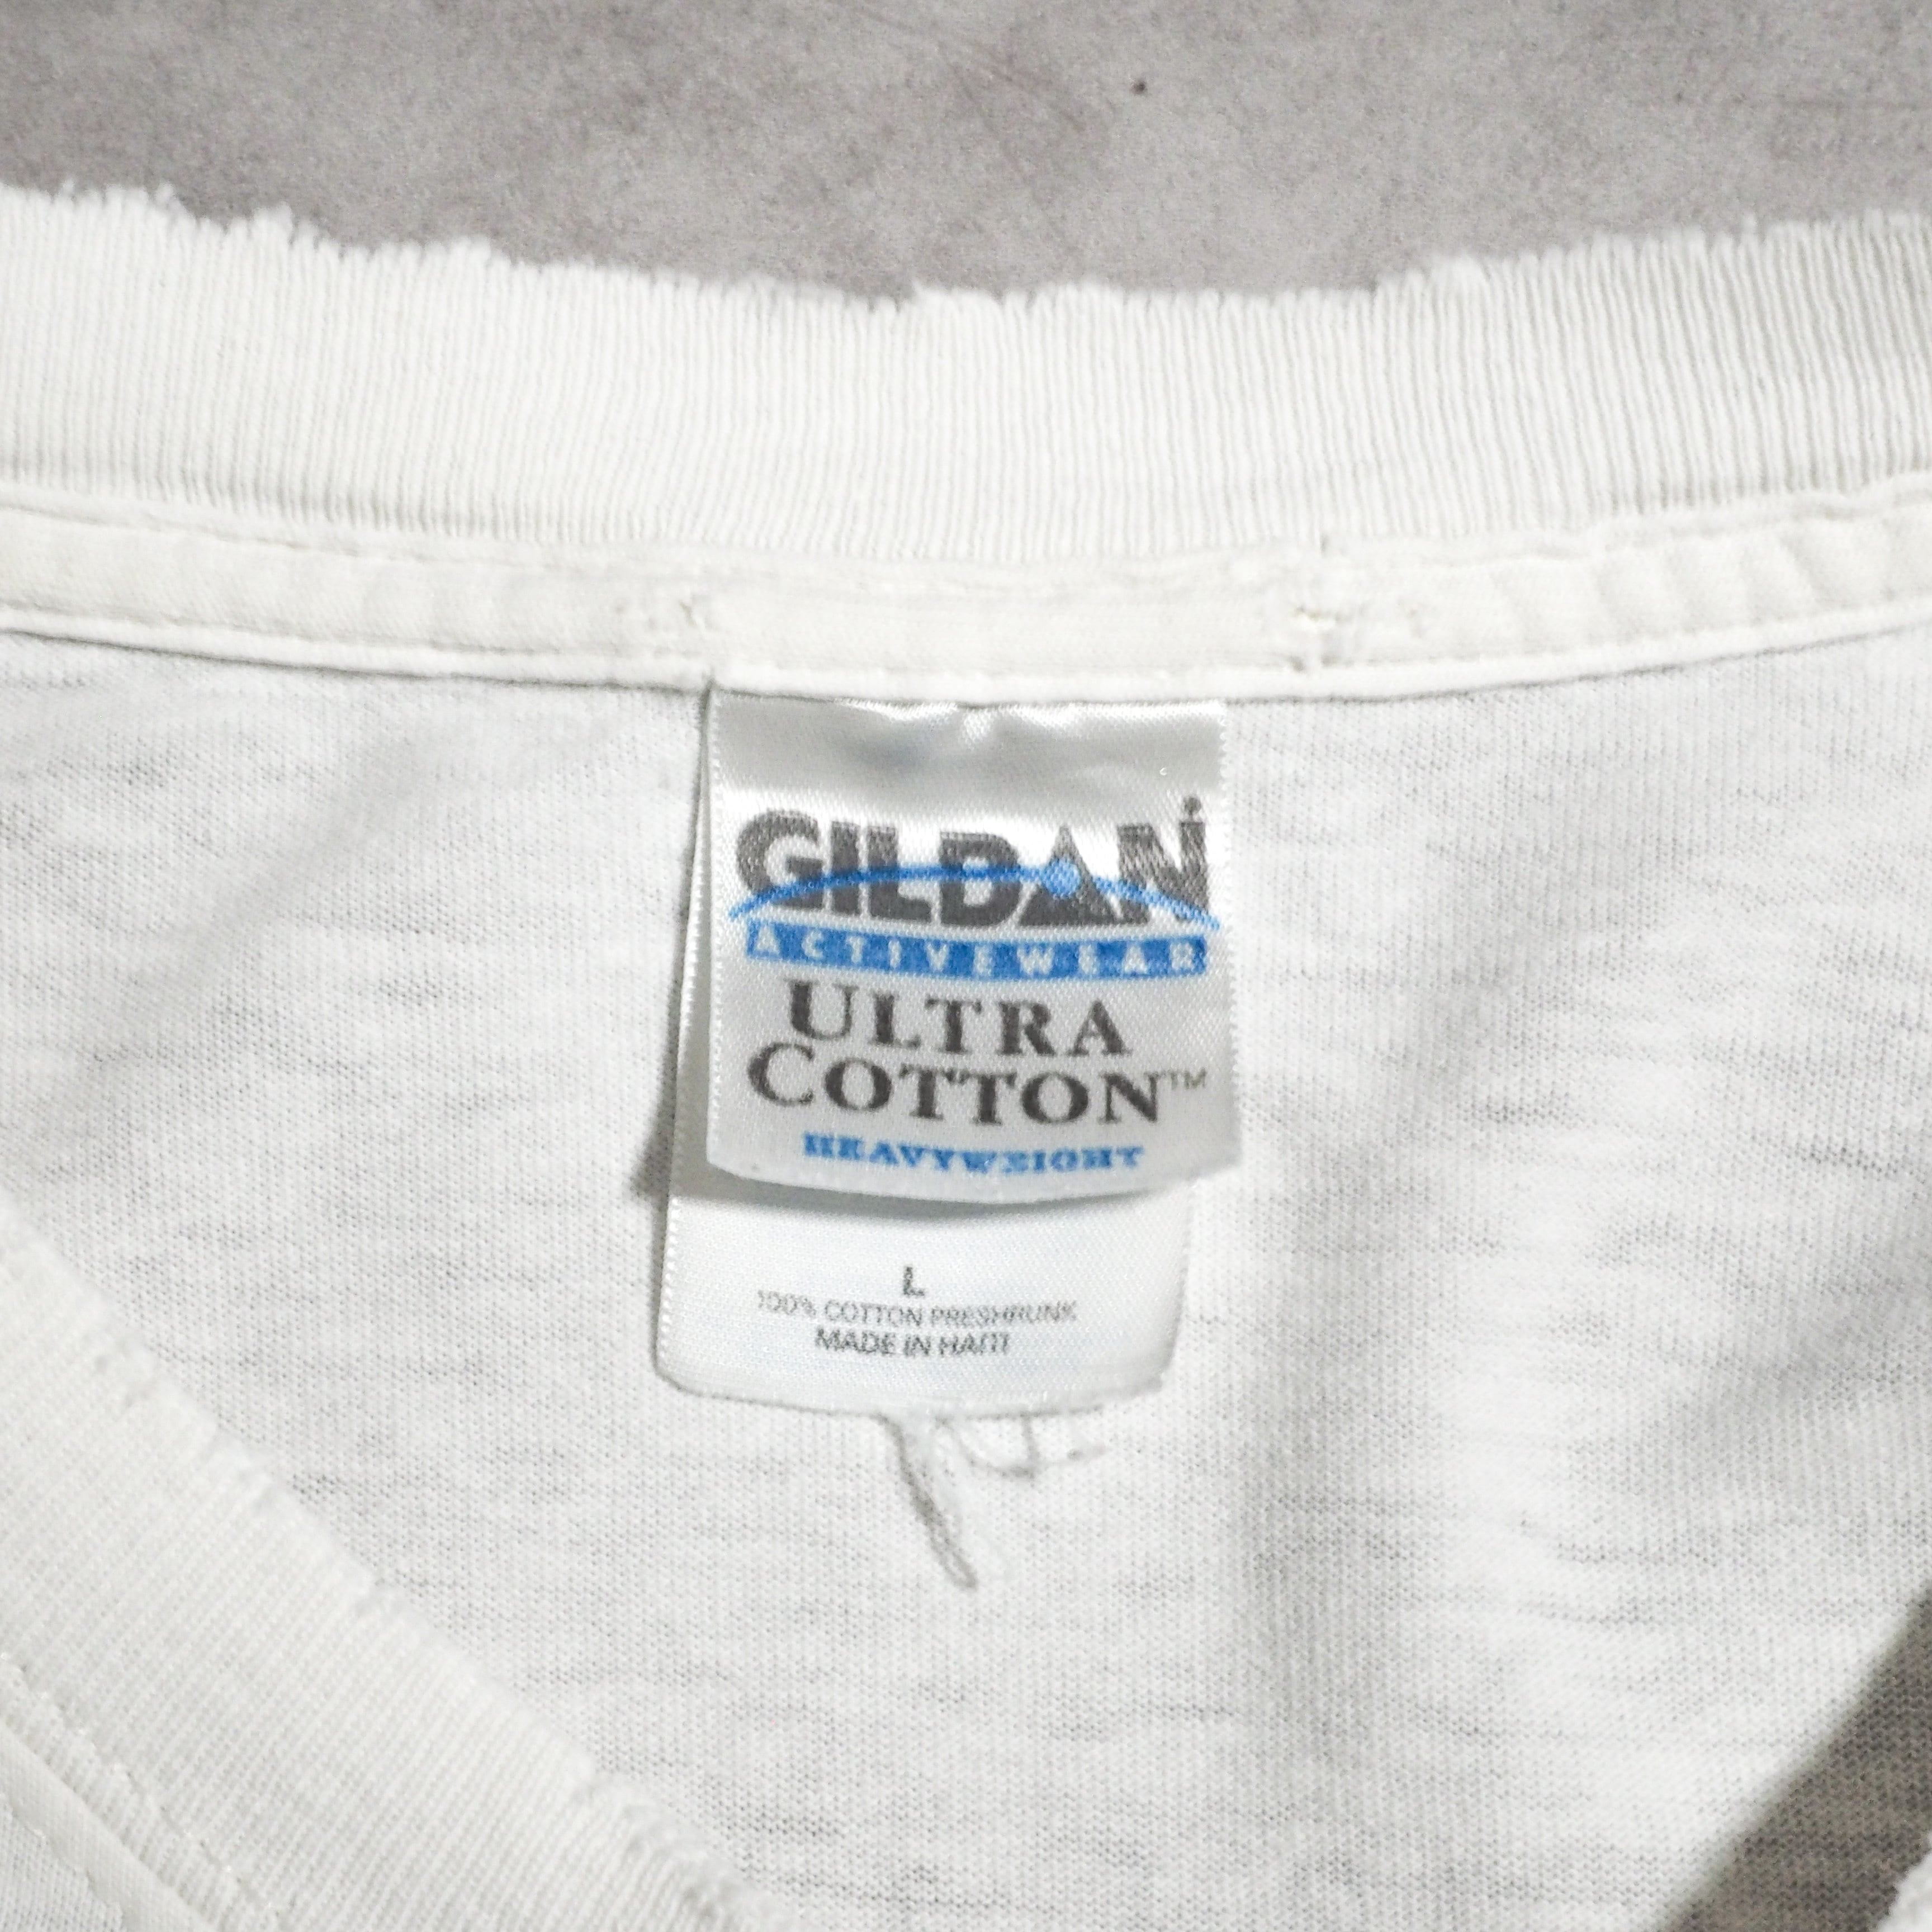 GILDAN
ACTIVEWEAR
ULTRA
COTTON™
HEAVYWEIGHT
L
100% COTTON PRESHRUNK
MADE IN HAITI